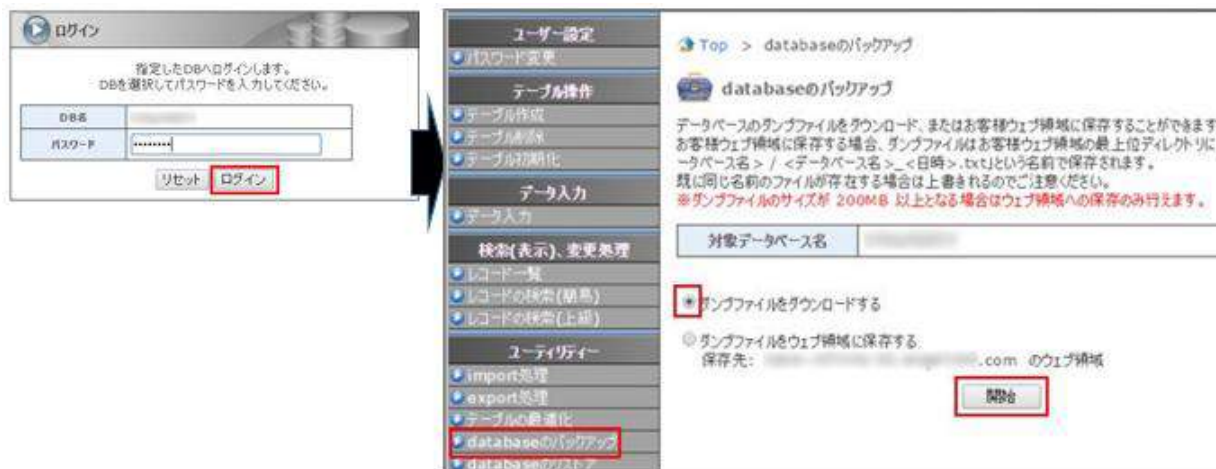 ログイン
指定したDBへログインします。
DBを選択してパスワードを入力してください。
DB名
パスワード
リセット
ログイン
ユーザー設定
パスワード変更
テーブル操作
テーブル作成
テーブル削除
テーブル初期化
データ入力
データ入力
検索(表示)、変更処理
レコード一覧
レコードの検索(簡易)
レコードの検索(上級)
ユーティリティー
import処理
export処理
テーブルの最適化
databaseのバックアップ
databaseのリストア
Top > databaseのバックアップ
databaseのバックアップ
データベースのダンプファイルをダウンロード、またはお客様ウェブ領域に保存することができます
お客様ウェブ領域に保存する場合、ダンプファイルはお客様ウェブ領域の最上位ディレクトリに
ータベース名> / <データベース名>_<日時>.txt」という名前で保存されます。
既に同じ名前のファイルが存在する場合は上書きされるのでご注意ください。
※ダンプファイルのサイズが 200MB 以上となる場合はウェブ領域への保存のみ行えます。
対象データベース名
ダンプファイルをダウンロードする
ダンプファイルをウェブ領域に保存する
保存先: .com のウェブ領域
開始